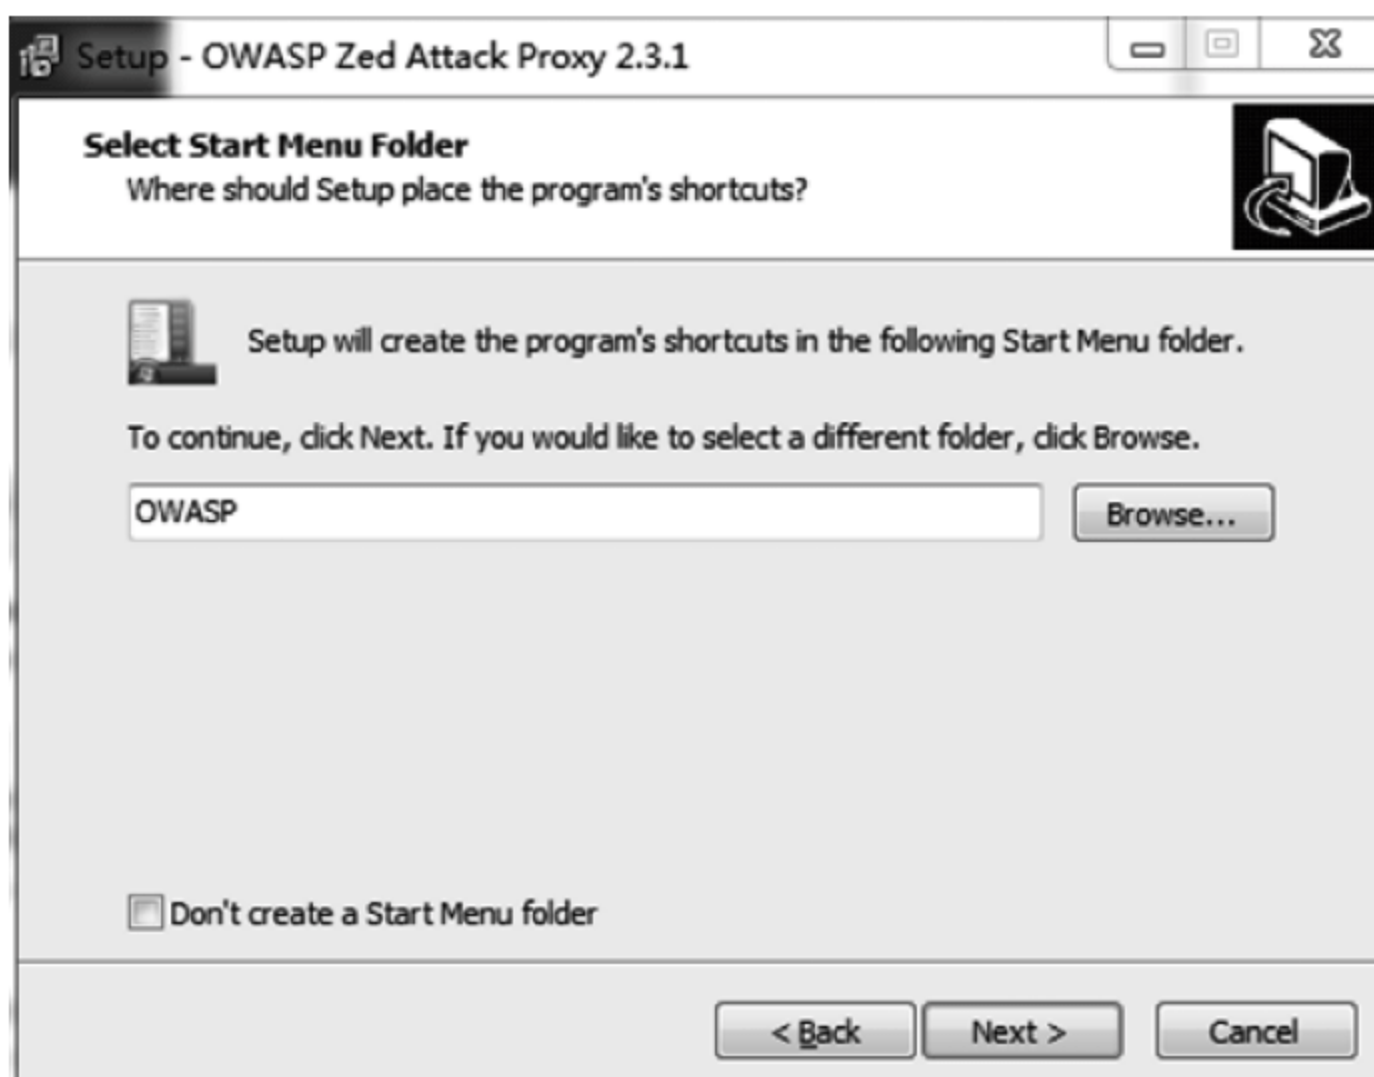 Setup - OWASP Zed Attack Proxy 2.3.1
Select Start Menu Folder
Where should Setup place the program's shortcuts?
Setup will create the program's shortcuts in the following Start Menu folder.
To continue, click Next. If you would like to select a different folder, click Browse.
OWASP
Browse...
Don't create a Start Menu folder
< Back
Next >
Cancel